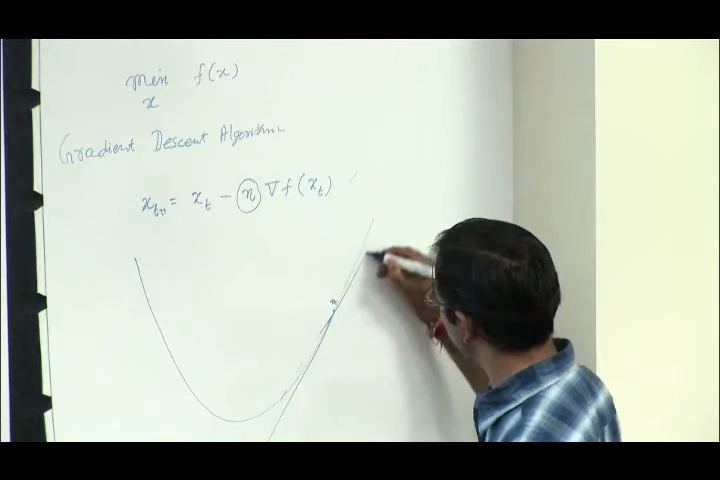 min f(x)
x
Gradient Descent Algorithm
x_{t+1} = x_t - η ∇f(x_t)